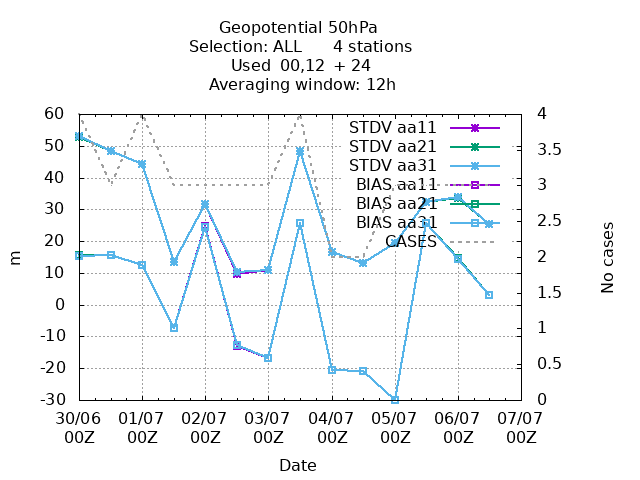 Geopotential 50hPa
Selection: ALL 4 stations
Used 00,12 + 24
Averaging window: 12h
STDV aa11
STDV aa21
STDV aa31
BIAS aa11
BIAS aa21
BIAS aa31
CASES
60
50
40
30
20
10
0
-10
-20
-30
m
4
3.5
3
2.5
2
1.5
1
0.5
0
No cases
30/06 01/07 02/07 03/07 04/07 05/07 06/07 07/07
00Z 00Z 00Z 00Z 00Z 00Z 00Z 00Z
Date